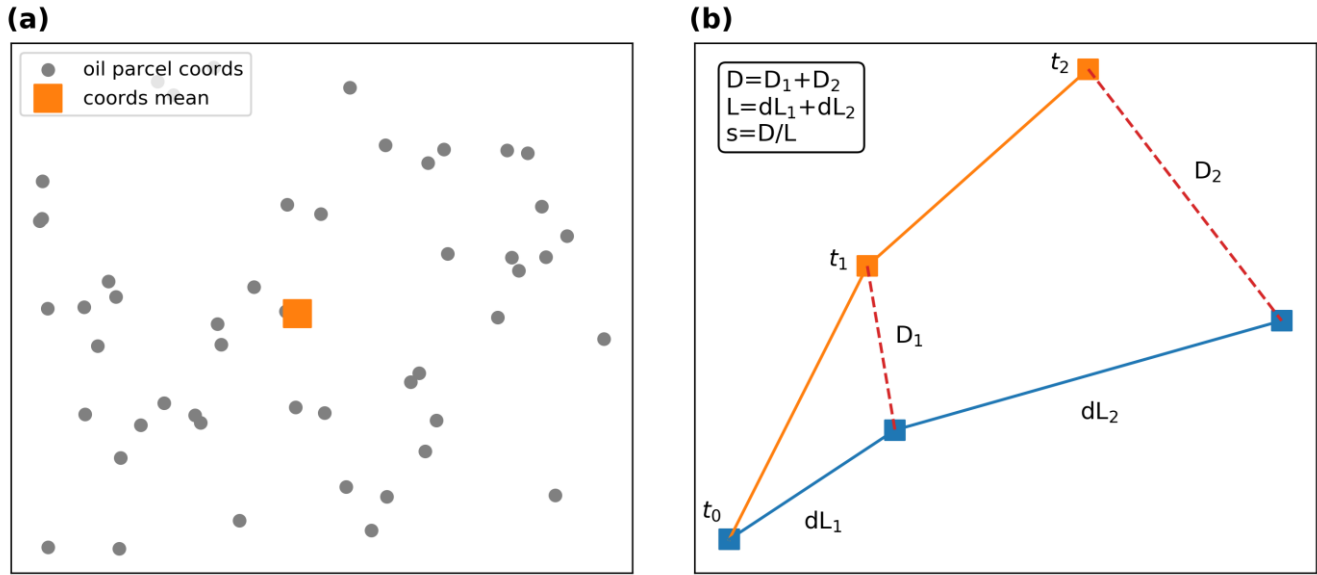 (a)
oil parcel coords
coords mean
(b)
D=D₁+D₂
L=dL₁+dL₂
s=D/L
t₂
D₂
t₁
D₁
dL₂
t₀
dL₁